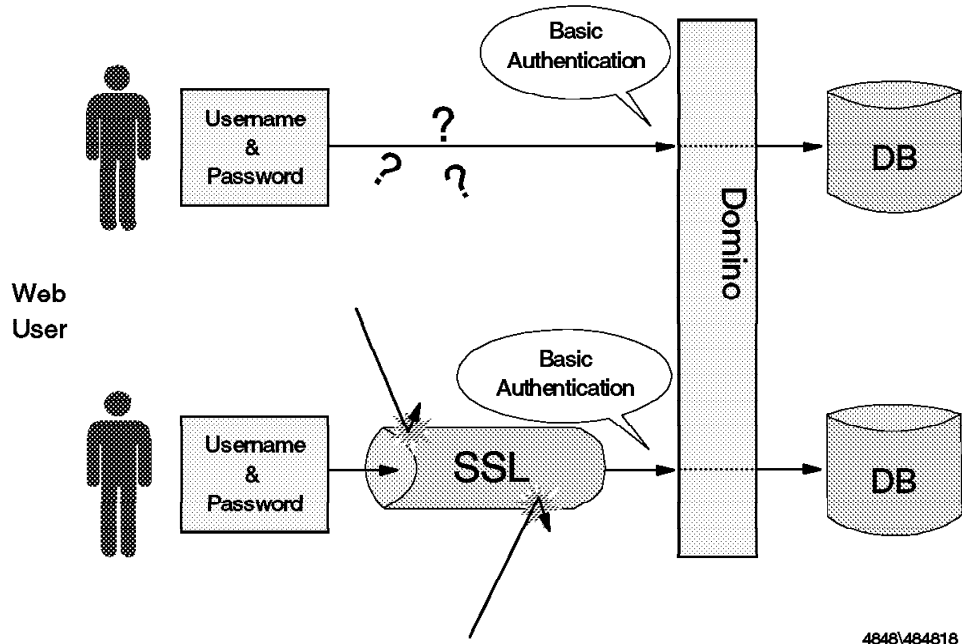 Basic
Authentication
Username
&
Password
?
?
?
DB
Domino
Web
User
Basic
Authentication
Username
&
Password
SSL
DB
4848\484818